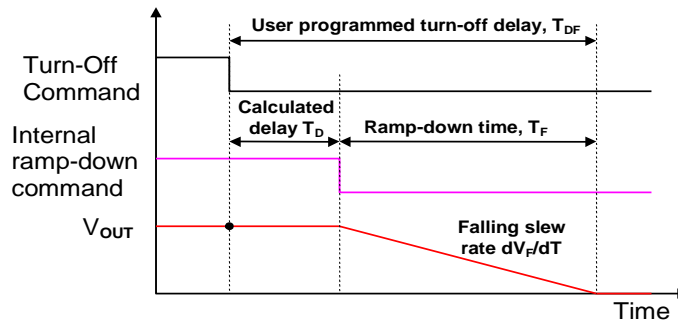 User programmed turn-off delay, TDF
Turn-Off
Command
Calculated
delay TD
Ramp-down time, TF
Internal
ramp-down
command
VOUT
Falling slew
rate dVF/dT
Time